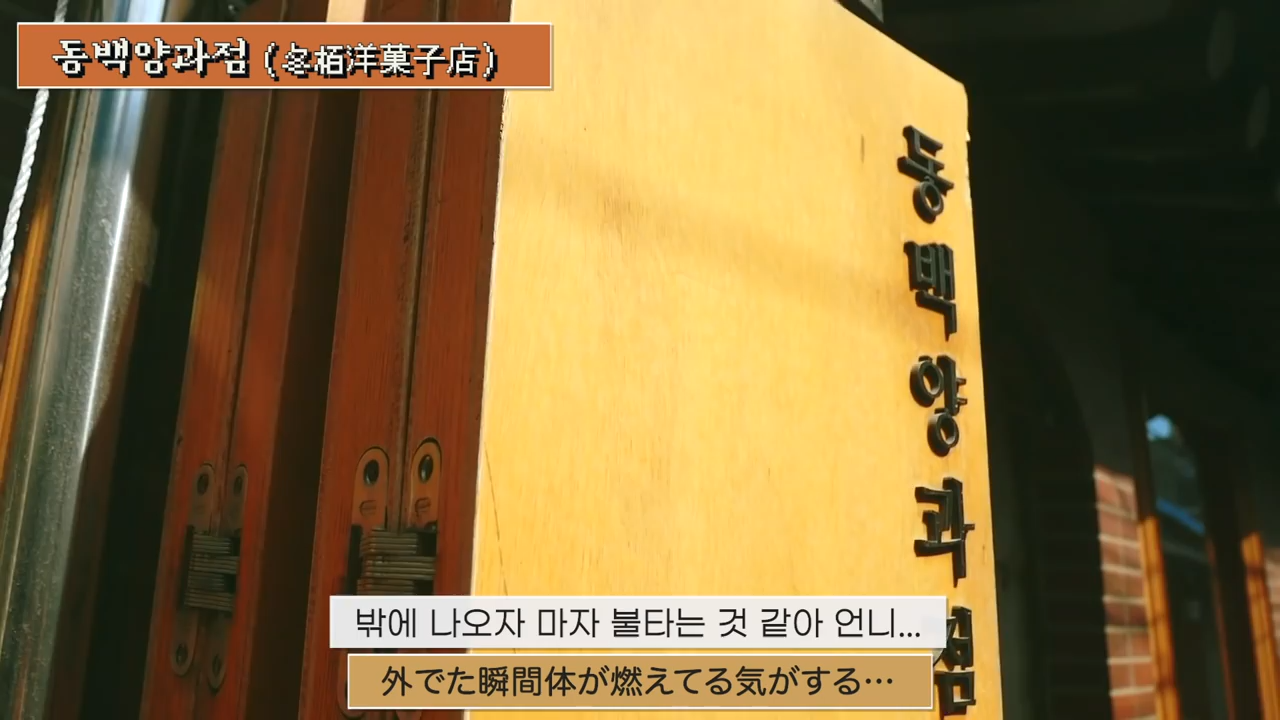 동백양과점 (冬栢洋菓子店)
동백양과점
밖에 나오자 마자 불타는 것 같아 언니...
外でた瞬間体が燃えてる気がする…